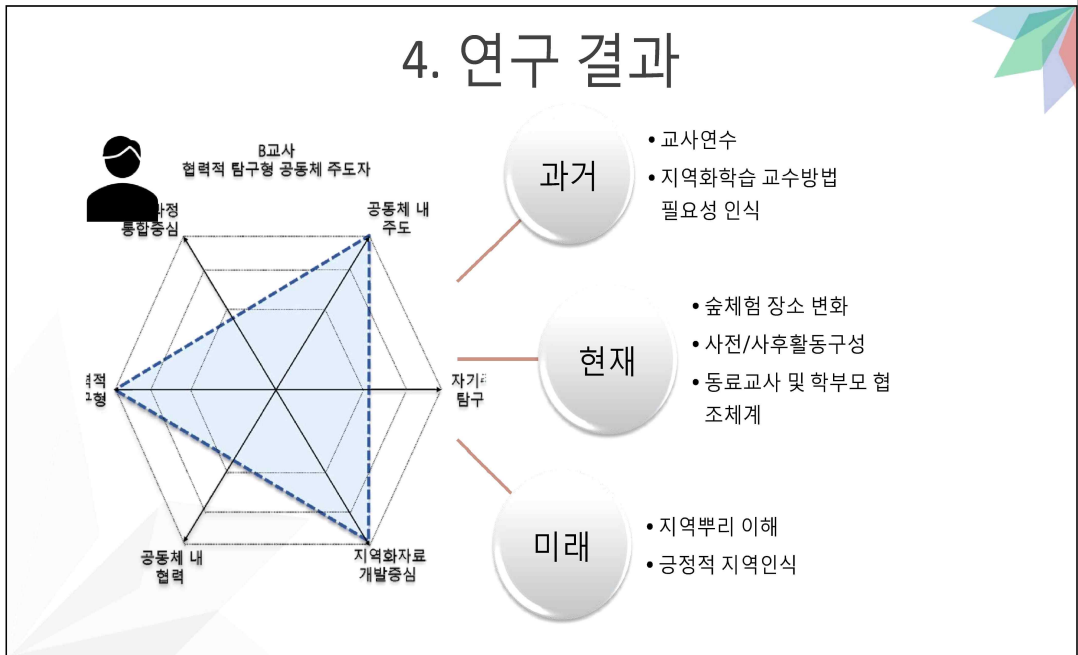 4. 연구 결과
B교사
협력적 탐구형 공동체 주도자
통합중심
공동체 내
주도
탐구
공동체 내
협력
지역화자료
개발중심
과거
• 교사연수
• 지역화학습 교수방법
필요성 인식
현재
• 숲체험 장소 변화
• 사전/사후활동구성
• 동료교사 및 학부모 협
조체계
미래
• 지역뿌리 이해
• 긍정적 지역인식